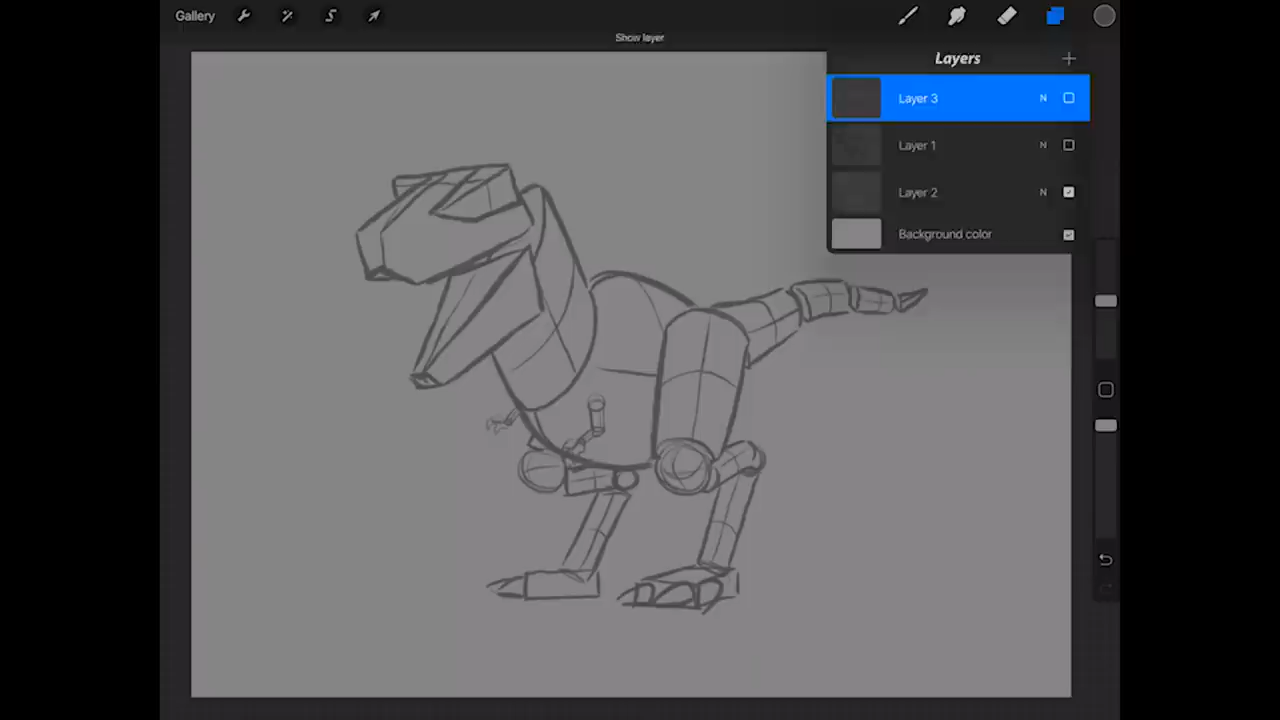 Gallery
Show layer
Layers
Layer 3 N
Layer 1 N
Layer 2 N
Background color